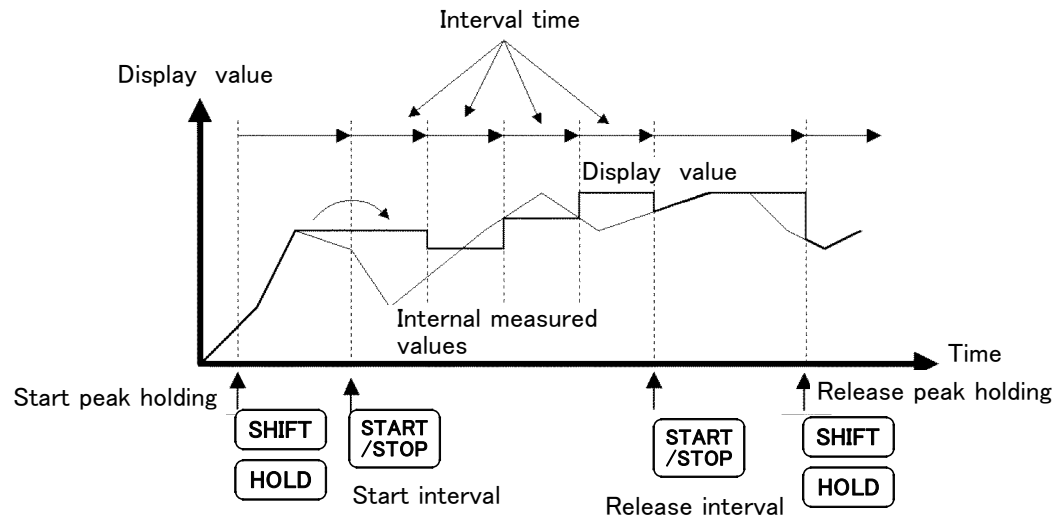 Interval time
Display value
Display value
Internal measured
values
Time
Start peak holding
Release peak holding
SHIFT
HOLD
START
/STOP
Start interval
START
/STOP
Release interval
SHIFT
HOLD